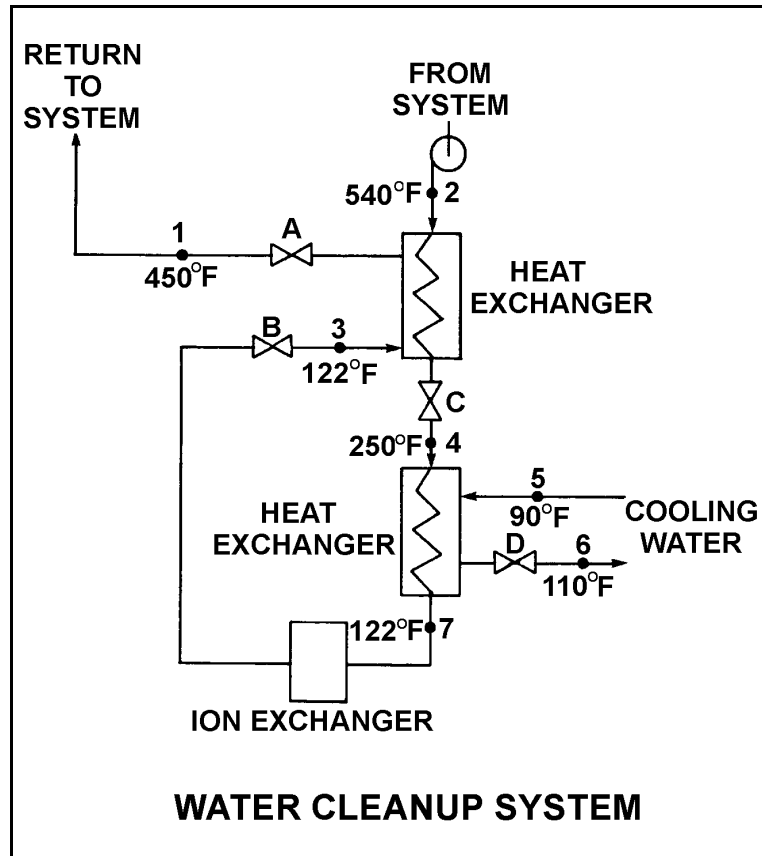 RETURN
TO
SYSTEM
FROM
SYSTEM
540°F 2
1
A
450°F
HEAT
EXCHANGER
B
3
122°F
C
250°F 4
HEAT
EXCHANGER
5
90°F
COOLING
WATER
D
6
110°F
122°F 7
ION EXCHANGER
WATER CLEANUP SYSTEM